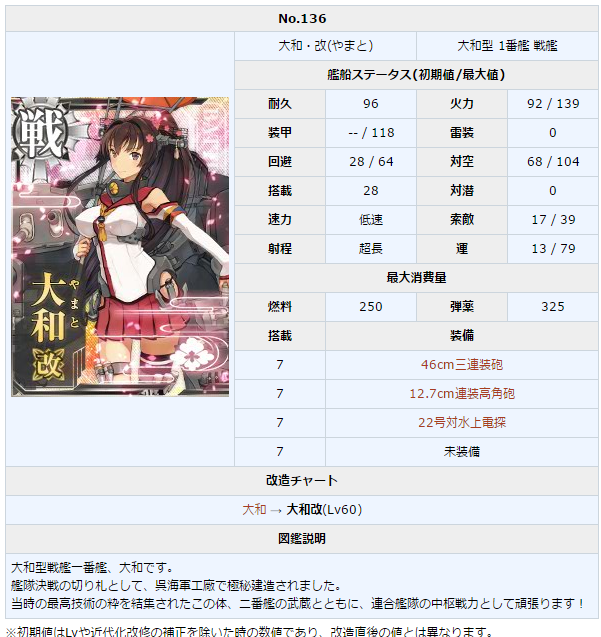 No.136
大和・改(やまと)
大和型 1番艦 戦艦
艦船ステータス(初期値/最大値)
戦
大和
やまと
改
耐久 96 火力 92 / 139
装甲 -- / 118 雷装 0
回避 28 / 64 対空 68 / 104
搭載 28 対潜 0
速力 低速 索敵 17 / 39
射程 超長 運 13 / 79
最大消費量
燃料 250 弾薬 325
搭載 装備
7 46cm三連装砲
7 12.7cm連装高角砲
7 22号対水上電探
7 未装備
改造チャート
大和 → 大和改(Lv60)
図鑑説明
大和型戦艦一番艦、大和です。
艦隊決戦の切り札として、呉海軍工廠で極秘建造されました。
当時の最高技術の粋を結集されたこの体、二番艦の武蔵とともに、連合艦隊の中枢戦力として頑張ります！
※初期値はLvや近代化改修の補正を除いた時の数値であり、改造直後の値とは異なります。